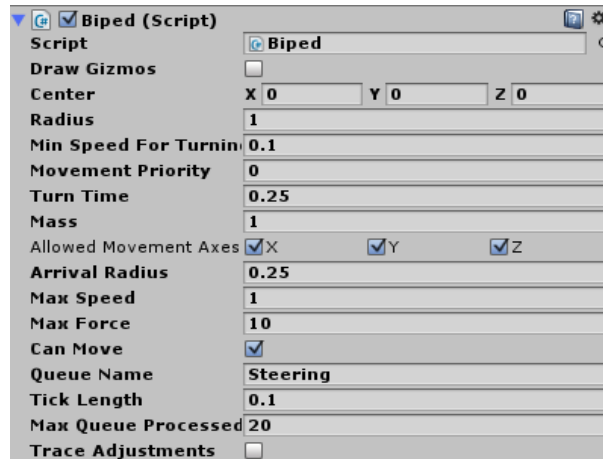 Biped (Script)
Script Biped
Draw Gizmos
Center X 0 Y 0 Z 0
Radius 1
Min Speed For Turnin 0.1
Movement Priority 0
Turn Time 0.25
Mass 1
Allowed Movement Axes X Y Z
Arrival Radius 0.25
Max Speed 1
Max Force 10
Can Move
Queue Name Steering
Tick Length 0.1
Max Queue Processed 20
Trace Adjustments